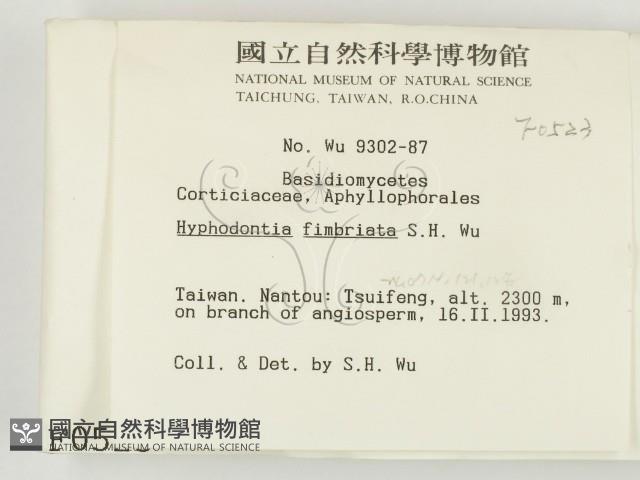 國立自然科學博物館
NATIONAL MUSEUM OF NATURAL SCIENCE
TAICHUNG, TAIWAN, R.O.CHINA
F0523
No. Wu 9302-87
Basidiomycetes
Corticiaceae, Aphyllophorales
Hyphodontia fimbriata S.H. Wu
Taiwan. Nantou: Tsuifeng, alt. 2300 m,
on branch of angiosperm, 16.II.1993.
Coll. & Det. by S.H. Wu
國立自然科學博物館
NATIONAL MUSEUM OF NATURAL SCIENCE